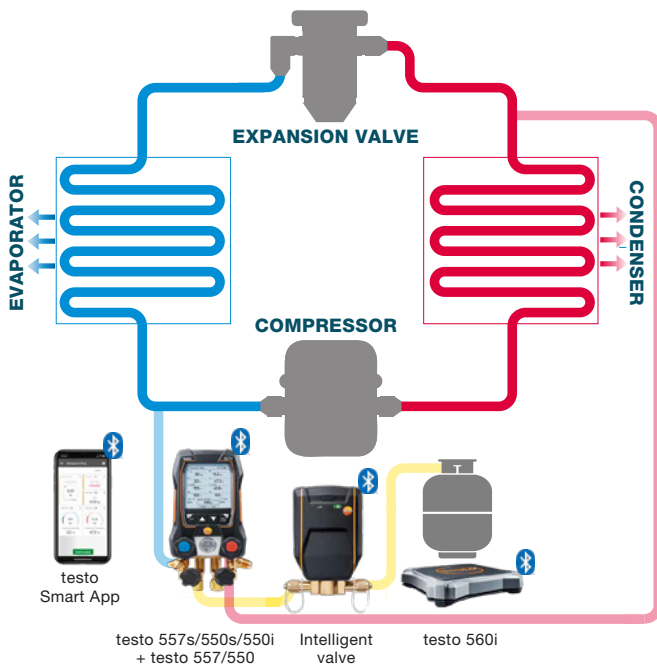 EXPANSION VALVE
EVAPORATOR
CONDENSER
COMPRESSOR
T
testo
Smart App
testo 557s/550s/550i
+ testo 557/550
Intelligent
valve
testo 560i